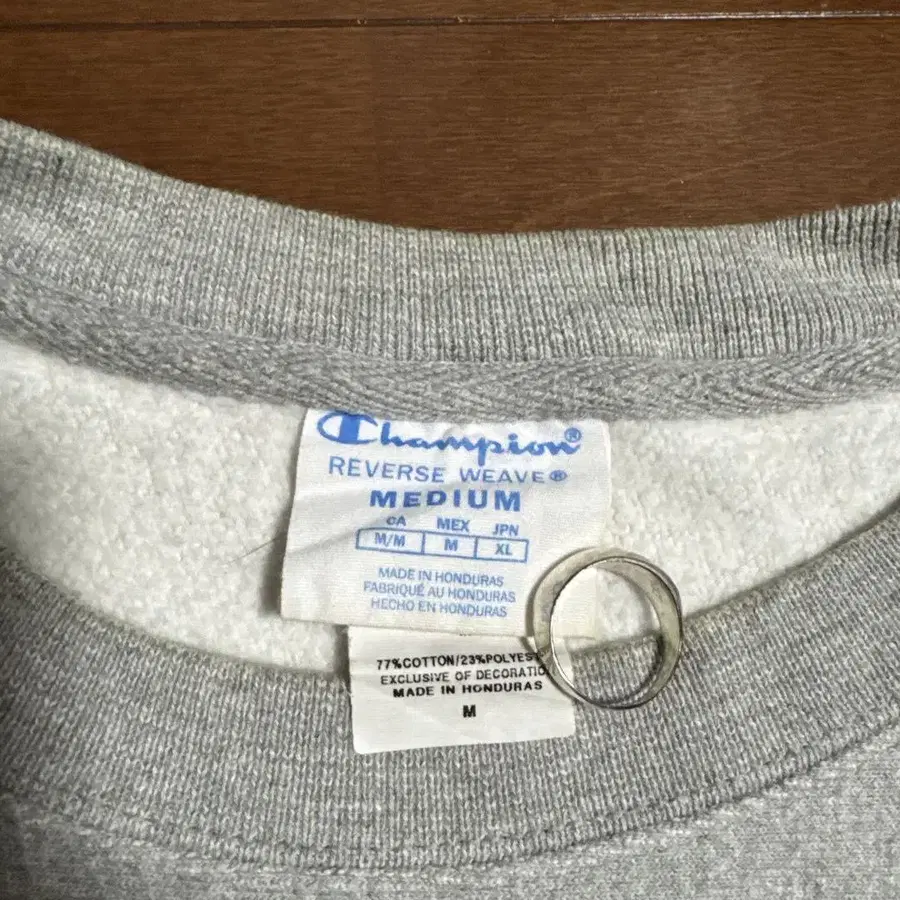 Champion®
REVERSE WEAVE®
MEDIUM
CA MEX JPN
M/M M XL
MADE IN HONDURAS
FABRIQUÉ AU HONDURAS
HECHO EN HONDURAS
77%COTTON/23%POLYEST
EXCLUSIVE OF DECORATIO
MADE IN HONDURAS
M